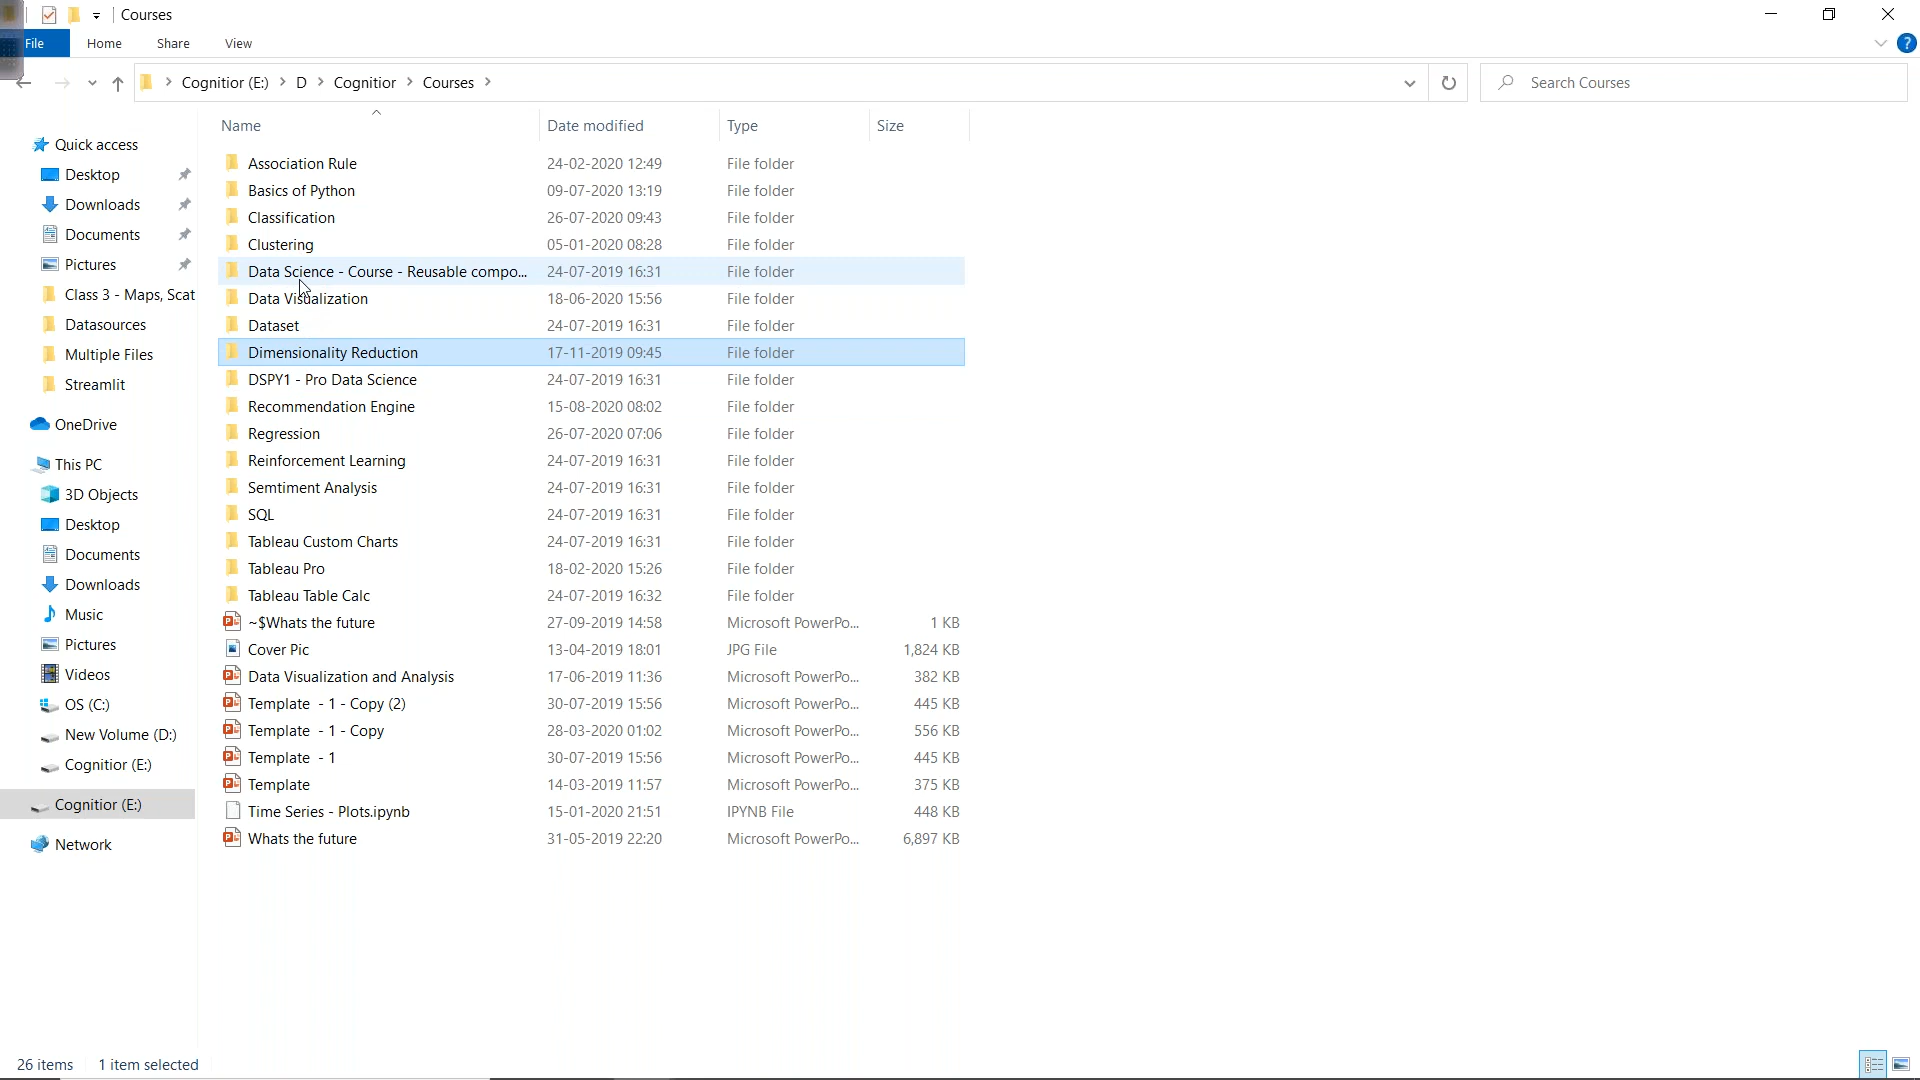 Courses
File Home Share View
Cognitior (E:) D Cognitior Courses
Search Courses
Name Date modified Type Size
Quick access
Desktop
Downloads
Documents
Pictures
Class 3 - Maps, Scat
Datasources
Multiple Files
Streamlit
OneDrive
This PC
3D Objects
Desktop
Documents
Downloads
Music
Pictures
Videos
OS (C:)
New Volume (D:)
Cognitior (E:)
Cognitior (E:)
Network
Association Rule 24-02-2020 12:49 File folder
Basics of Python 09-07-2020 13:19 File folder
Classification 26-07-2020 09:43 File folder
Clustering 05-01-2020 08:28 File folder
Data Science - Course - Reusable compo... 24-07-2019 16:31 File folder
Data Visualization 18-06-2020 15:56 File folder
Dataset 24-07-2019 16:31 File folder
Dimensionality Reduction 17-11-2019 09:45 File folder
DSPY1 - Pro Data Science 24-07-2019 16:31 File folder
Recommendation Engine 15-08-2020 08:02 File folder
Regression 26-07-2020 07:06 File folder
Reinforcement Learning 24-07-2019 16:31 File folder
Semtiment Analysis 24-07-2019 16:31 File folder
SQL 24-07-2019 16:31 File folder
Tableau Custom Charts 24-07-2019 16:31 File folder
Tableau Pro 18-02-2020 15:26 File folder
Tableau Table Calc 24-07-2019 16:32 File folder
~$Whats the future 27-09-2019 14:58 Microsoft PowerPo... 1 KB
Cover Pic 13-04-2019 18:01 JPG File 1,824 KB
Data Visualization and Analysis 17-06-2019 11:36 Microsoft PowerPo... 382 KB
Template - 1 - Copy (2) 30-07-2019 15:56 Microsoft PowerPo... 445 KB
Template - 1 - Copy 28-03-2020 01:02 Microsoft PowerPo... 556 KB
Template - 1 30-07-2019 15:56 Microsoft PowerPo... 445 KB
Template 14-03-2019 11:57 Microsoft PowerPo... 375 KB
Time Series - Plots.ipynb 15-01-2020 21:51 IPYNB File 448 KB
Whats the future 31-05-2019 22:20 Microsoft PowerPo... 6,897 KB
26 items 1 item selected